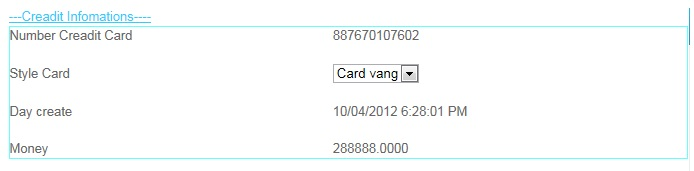 ---Creadit Infomations----
Number Creadit Card 887670107602
Style Card Card vang
Day create 10/04/2012 6:28:01 PM
Money 288888.0000